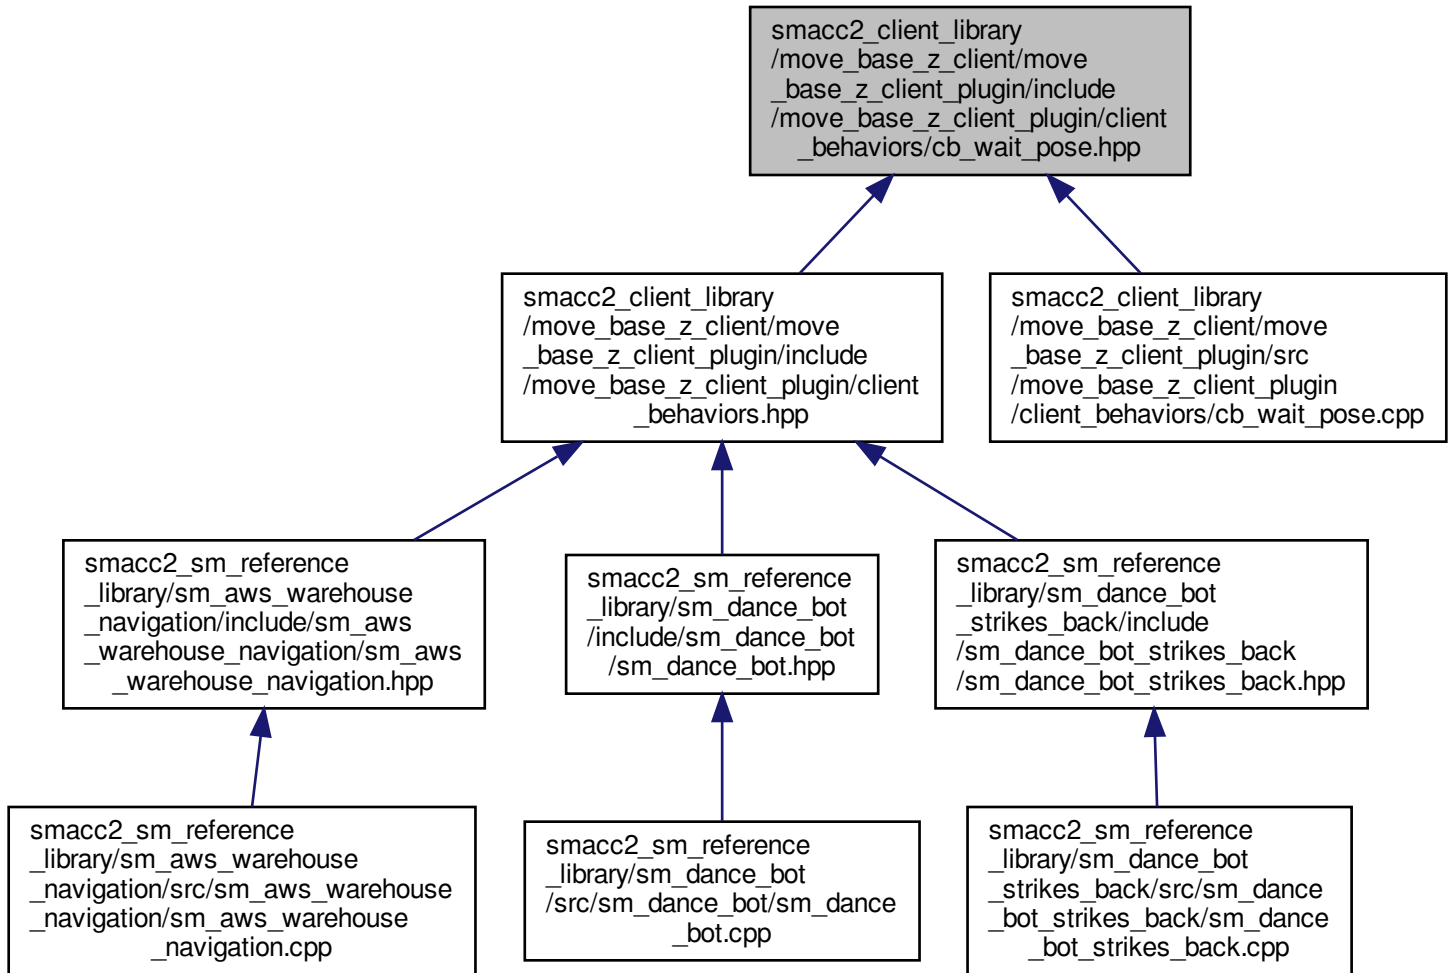 smacc2_client_library
/move_base_z_client/move
_base_z_client_plugin/include
/move_base_z_client_plugin/client
_behaviors/cb_wait_pose.hpp
smacc2_client_library
/move_base_z_client/move
_base_z_client_plugin/include
/move_base_z_client_plugin/client
_behaviors.hpp
smacc2_client_library
/move_base_z_client/move
_base_z_client_plugin/src
/move_base_z_client_plugin
/client_behaviors/cb_wait_pose.cpp
smacc2_sm_reference
_library/sm_aws_warehouse
_navigation/include/sm_aws
_warehouse_navigation/sm_aws
_warehouse_navigation.hpp
smacc2_sm_reference
_library/sm_dance_bot
/include/sm_dance_bot
/sm_dance_bot.hpp
smacc2_sm_reference
_library/sm_dance_bot
_strikes_back/include
/sm_dance_bot_strikes_back
/sm_dance_bot_strikes_back.hpp
smacc2_sm_reference
_library/sm_aws_warehouse
_navigation/src/sm_aws_warehouse
_navigation/sm_aws_warehouse
_navigation.cpp
smacc2_sm_reference
_library/sm_dance_bot
/src/sm_dance_bot/sm_dance
_bot.cpp
smacc2_sm_reference
_library/sm_dance_bot
_strikes_back/src/sm_dance
_bot_strikes_back/sm_dance
_bot_strikes_back.cpp